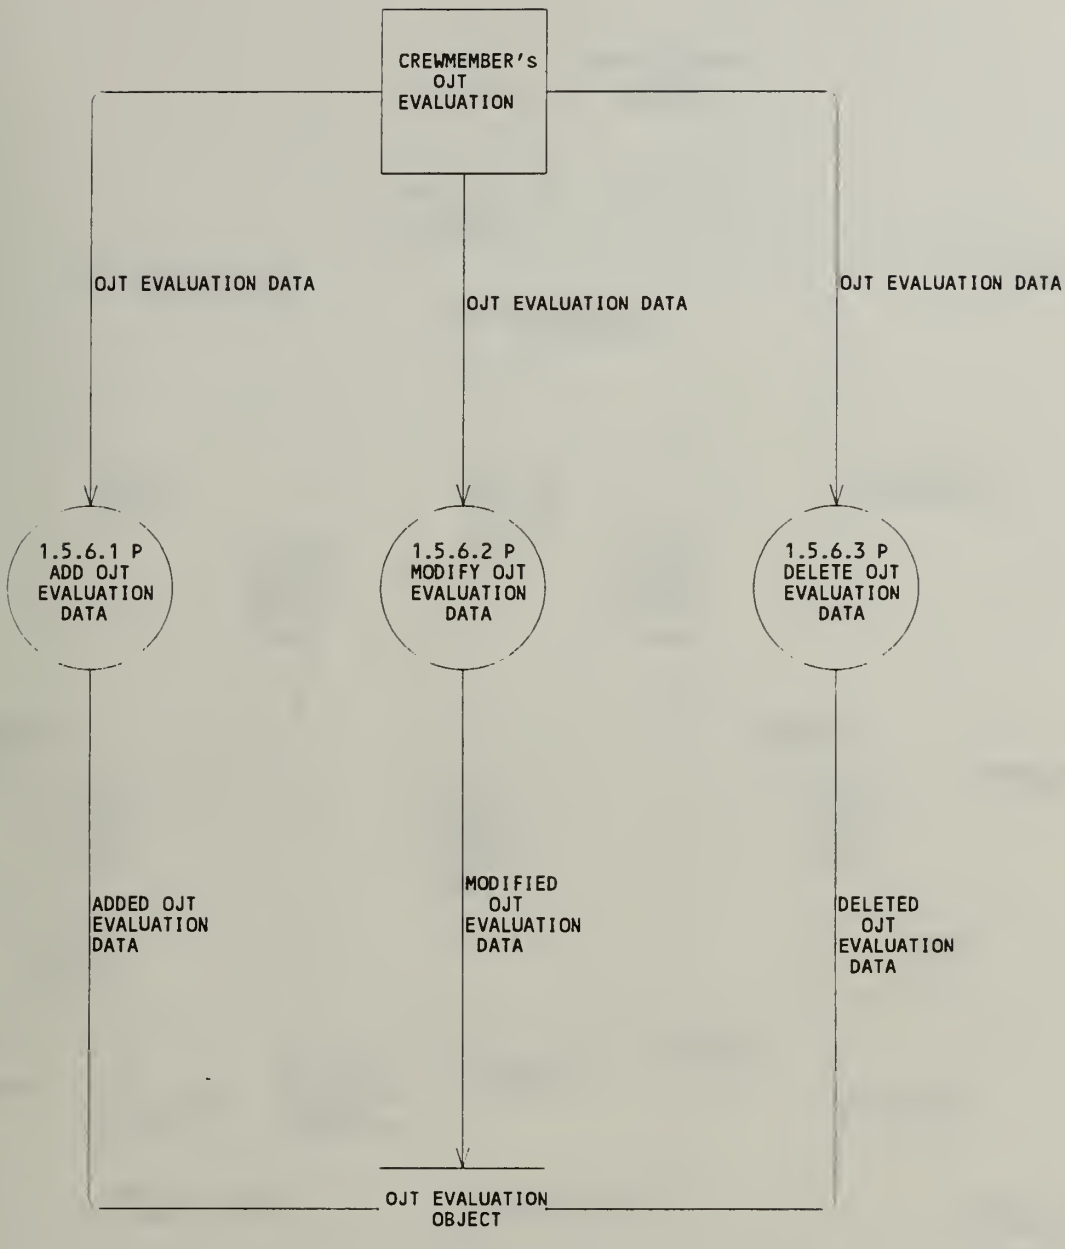 CREWMEMBER's
OJT
EVALUATION
OJT EVALUATION DATA
OJT EVALUATION DATA
OJT EVALUATION DATA
1.5.6.1 P
ADD OJT
EVALUATION
DATA
1.5.6.2 P
MODIFY OJT
EVALUATION
DATA
1.5.6.3 P
DELETE OJT
EVALUATION
DATA
ADDED OJT
EVALUATION
DATA
MODIFIED
OJT
EVALUATION
DATA
DELETED
OJT
EVALUATION
DATA
OJT EVALUATION
OBJECT